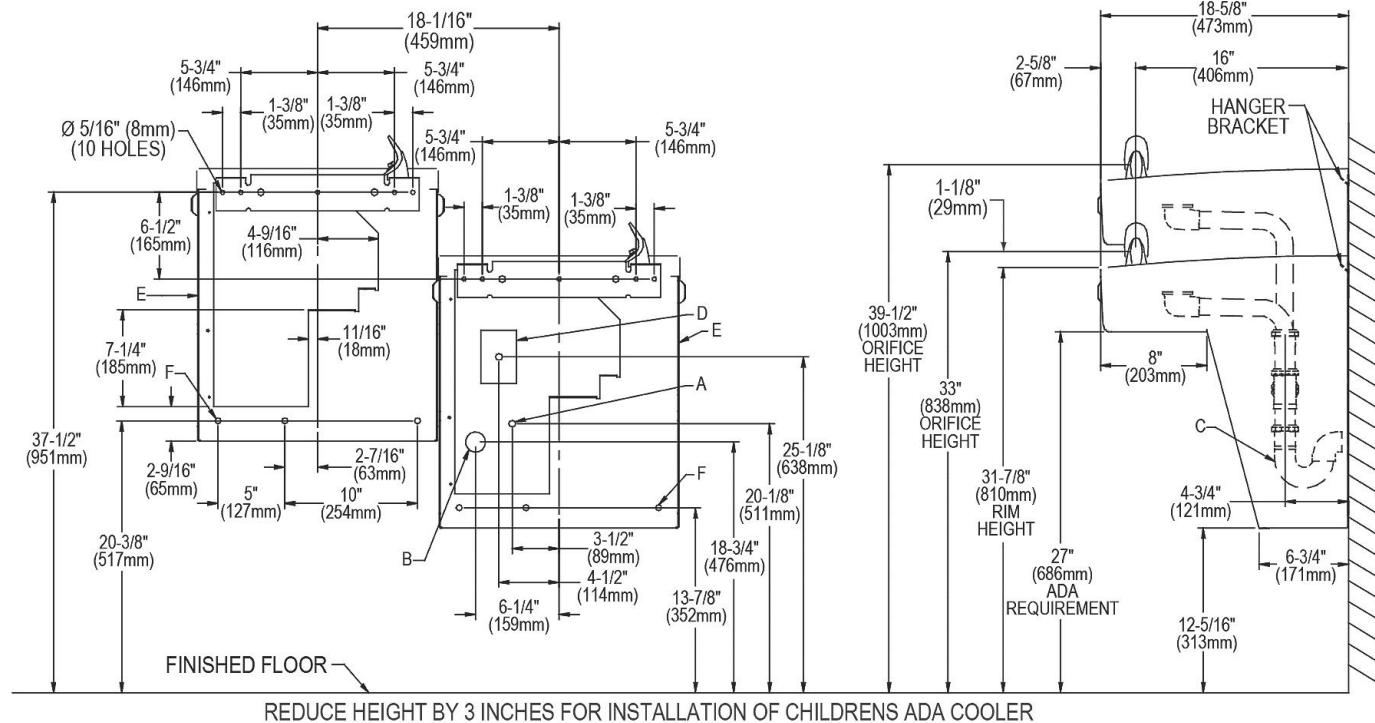 18-1/16"
(459mm)
5-3/4"
(146mm)
5-3/4"
(146mm)
1-3/8"
(35mm)
1-3/8"
(35mm)
Ø 5/16" (8mm)
(10 HOLES)
5-3/4"
(146mm)
5-3/4"
(146mm)
1-3/8"
(35mm)
1-3/8"
(35mm)
6-1/2"
(165mm)
4-9/16"
(116mm)
E
D
E
11/16"
(18mm)
7-1/4"
(185mm)
F
A
37-1/2"
(951mm)
2-9/16"
(65mm)
2-7/16"
(63mm)
5"
(127mm)
10"
(254mm)
25-1/8"
(638mm)
F
20-1/8"
(511mm)
20-3/8"
(517mm)
B
3-1/2"
(89mm)
18-3/4"
(476mm)
4-1/2"
(114mm)
13-7/8"
(352mm)
6-1/4"
(159mm)
FINISHED FLOOR
18-5/8"
(473mm)
2-5/8"
(67mm)
16"
(406mm)
HANGER
BRACKET
1-1/8"
(29mm)
39-1/2"
(1003mm)
ORIFICE
HEIGHT
8"
(203mm)
33"
(838mm)
ORIFICE
HEIGHT
C
31-7/8"
(810mm)
RIM
HEIGHT
4-3/4"
(121mm)
27"
(686mm)
ADA
REQUIREMENT
6-3/4"
(171mm)
12-5/16"
(313mm)
REDUCE HEIGHT BY 3 INCHES FOR INSTALLATION OF CHILDRENS ADA COOLER